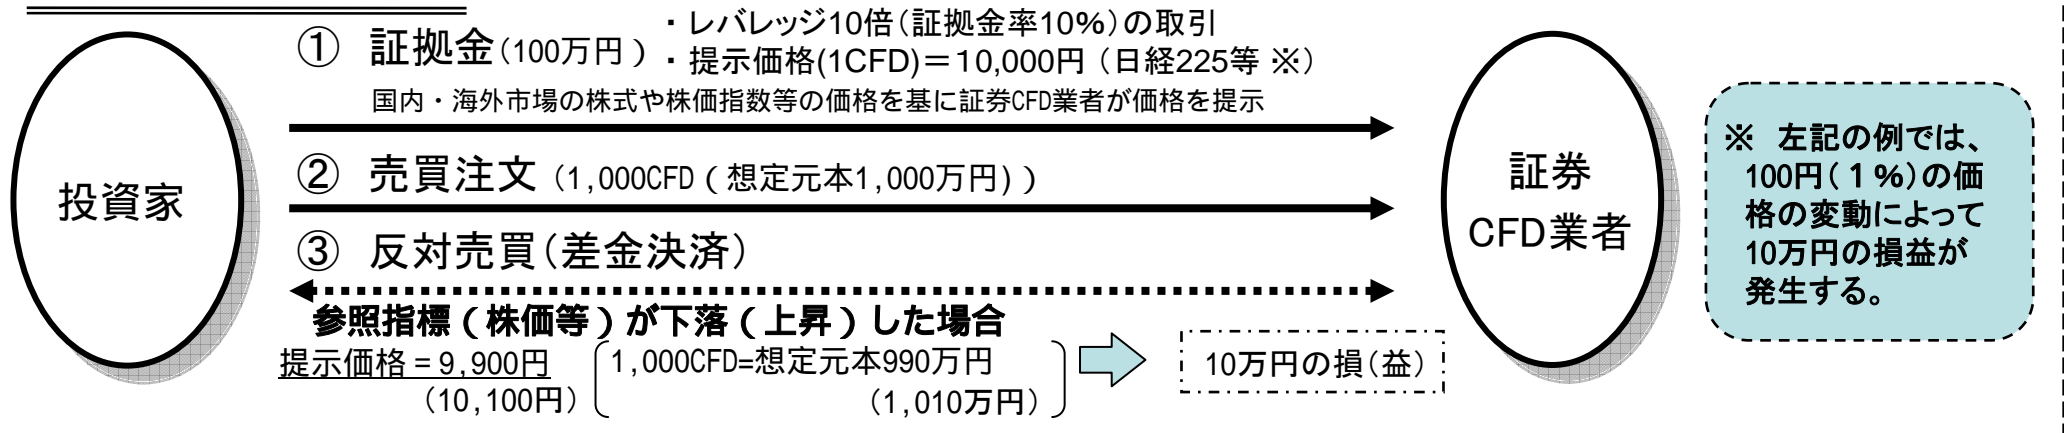 投資家
① 証拠金(100万円)
・レバレッジ10倍(証拠金率10%)の取引
・提示価格(1CFD)=10,000円(日経225等 ※)
国内・海外市場の株式や株価指数等の価格を基に証券CFD業者が価格を提示
② 売買注文(1,000CFD(想定元本1,000万円))
③ 反対売買(差金決済)
参照指標(株価等)が下落(上昇)した場合
提示価格=9,900円
(10,100円)
1,000CFD=想定元本990万円
(1,010万円)
10万円の損(益)
証券
CFD業者
※ 左記の例では、
100円(1%)の価
格の変動によって
10万円の損益が
発生する。